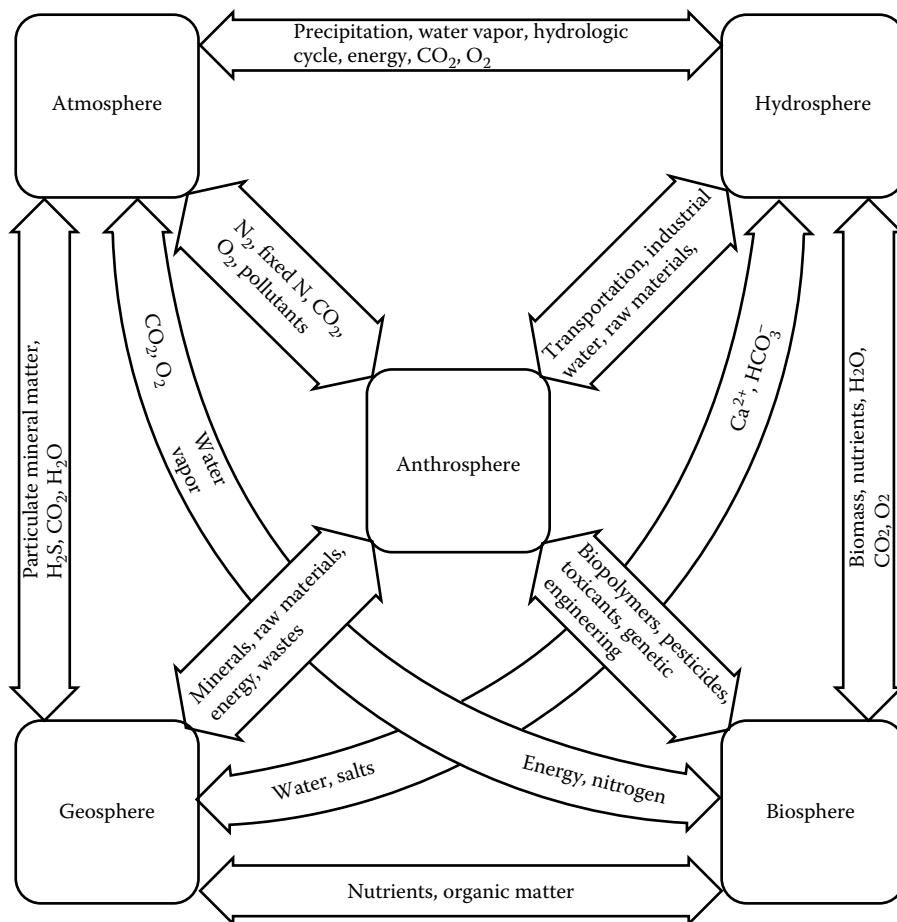 Precipitation, water vapor, hydrologic
cycle, energy, CO₂, O₂
Atmosphere
Hydrosphere
N₂, fixed N, CO₂,
O₂, pollutants
Transportation, industrial
water, raw materials,
CO₂, O₂
Water
vapor
Ca²⁺, HCO₃⁻
Particulate mineral matter,
H₂S, CO₂, H₂O
Anthrosphere
Biomass, nutrients, H₂O,
CO₂, O₂
Minerals, raw materials,
energy, wastes
Biopolymers, pesticides,
toxicants, genetic
engineering
Water, salts
Energy, nitrogen
Geosphere
Biosphere
Nutrients, organic matter